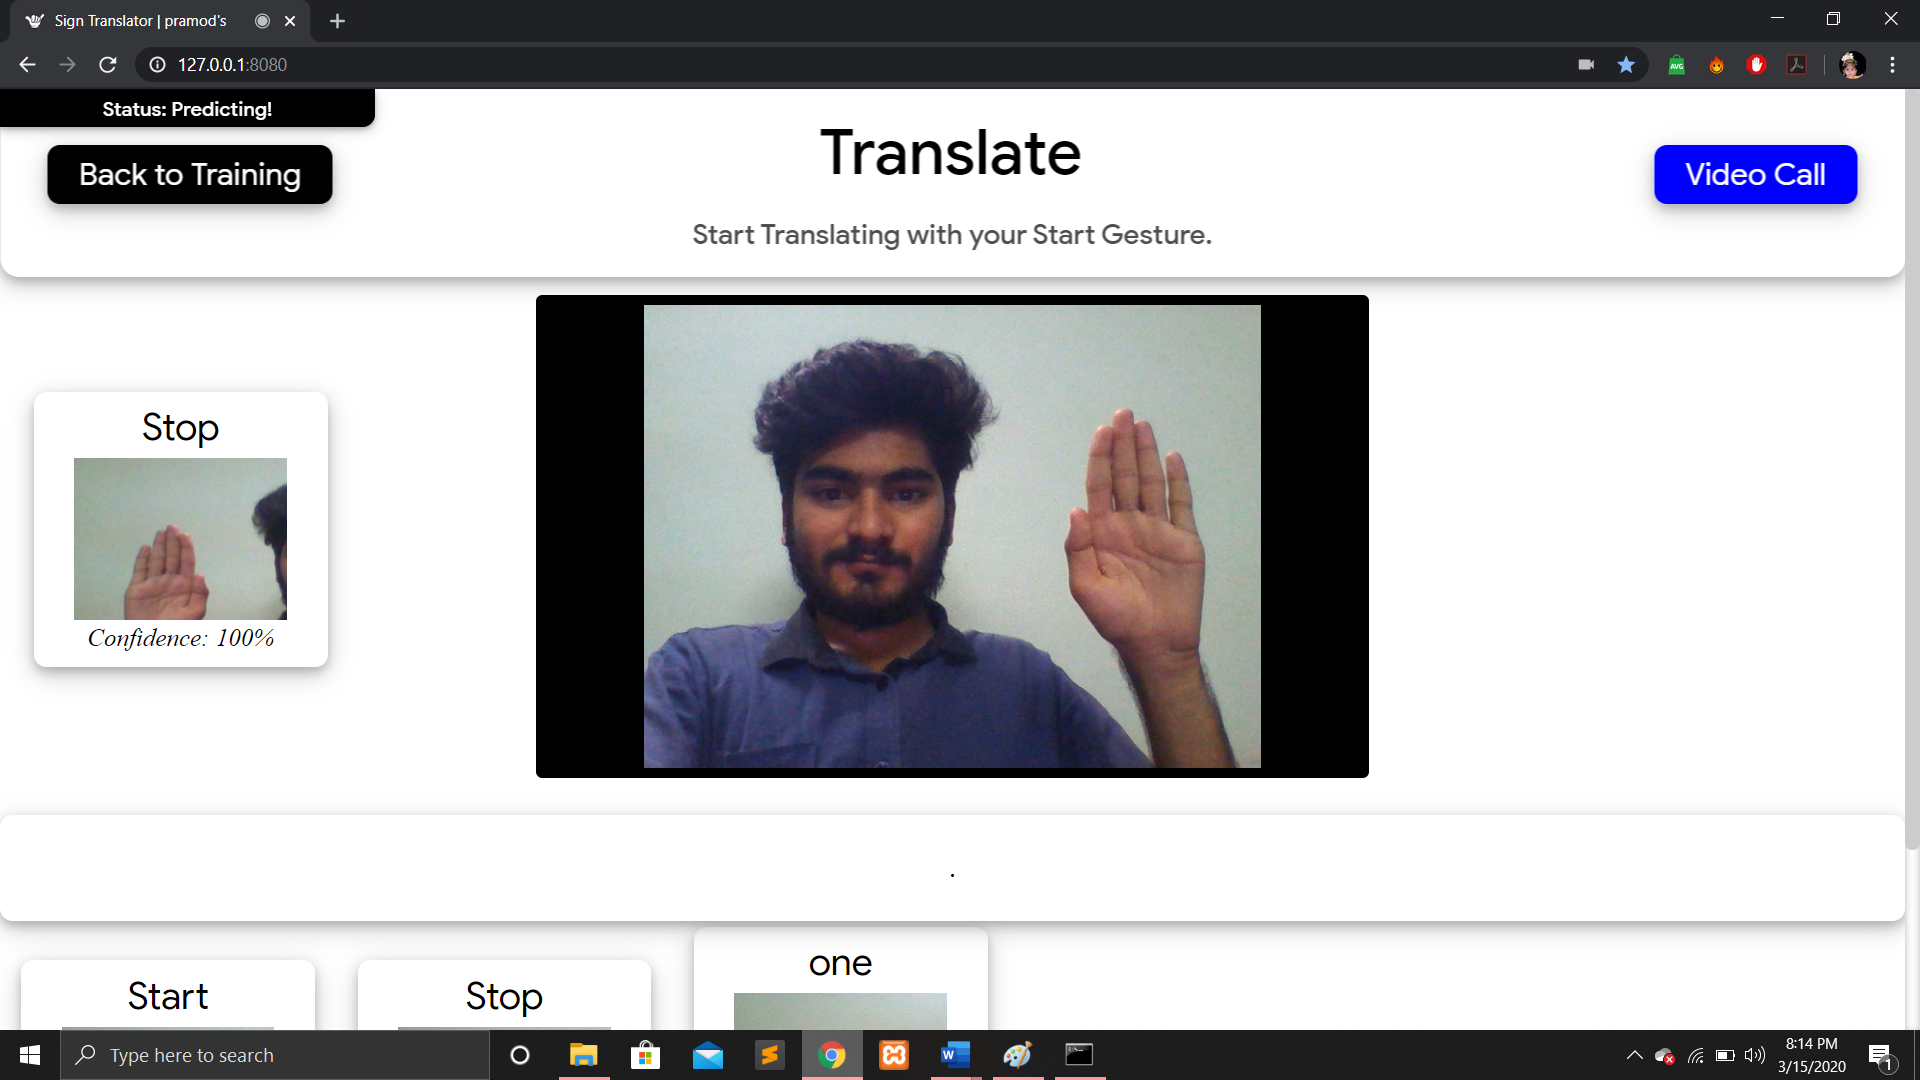 Sign Translator | pramod's
127.0.0.1:8080
Status: Predicting!
Back to Training
Translate
Video Call
Start Translating with your Start Gesture.
Stop
Confidence: 100%
.
Start
Stop
one
Type here to search
8:14 PM
3/15/2020
1
AVG
W